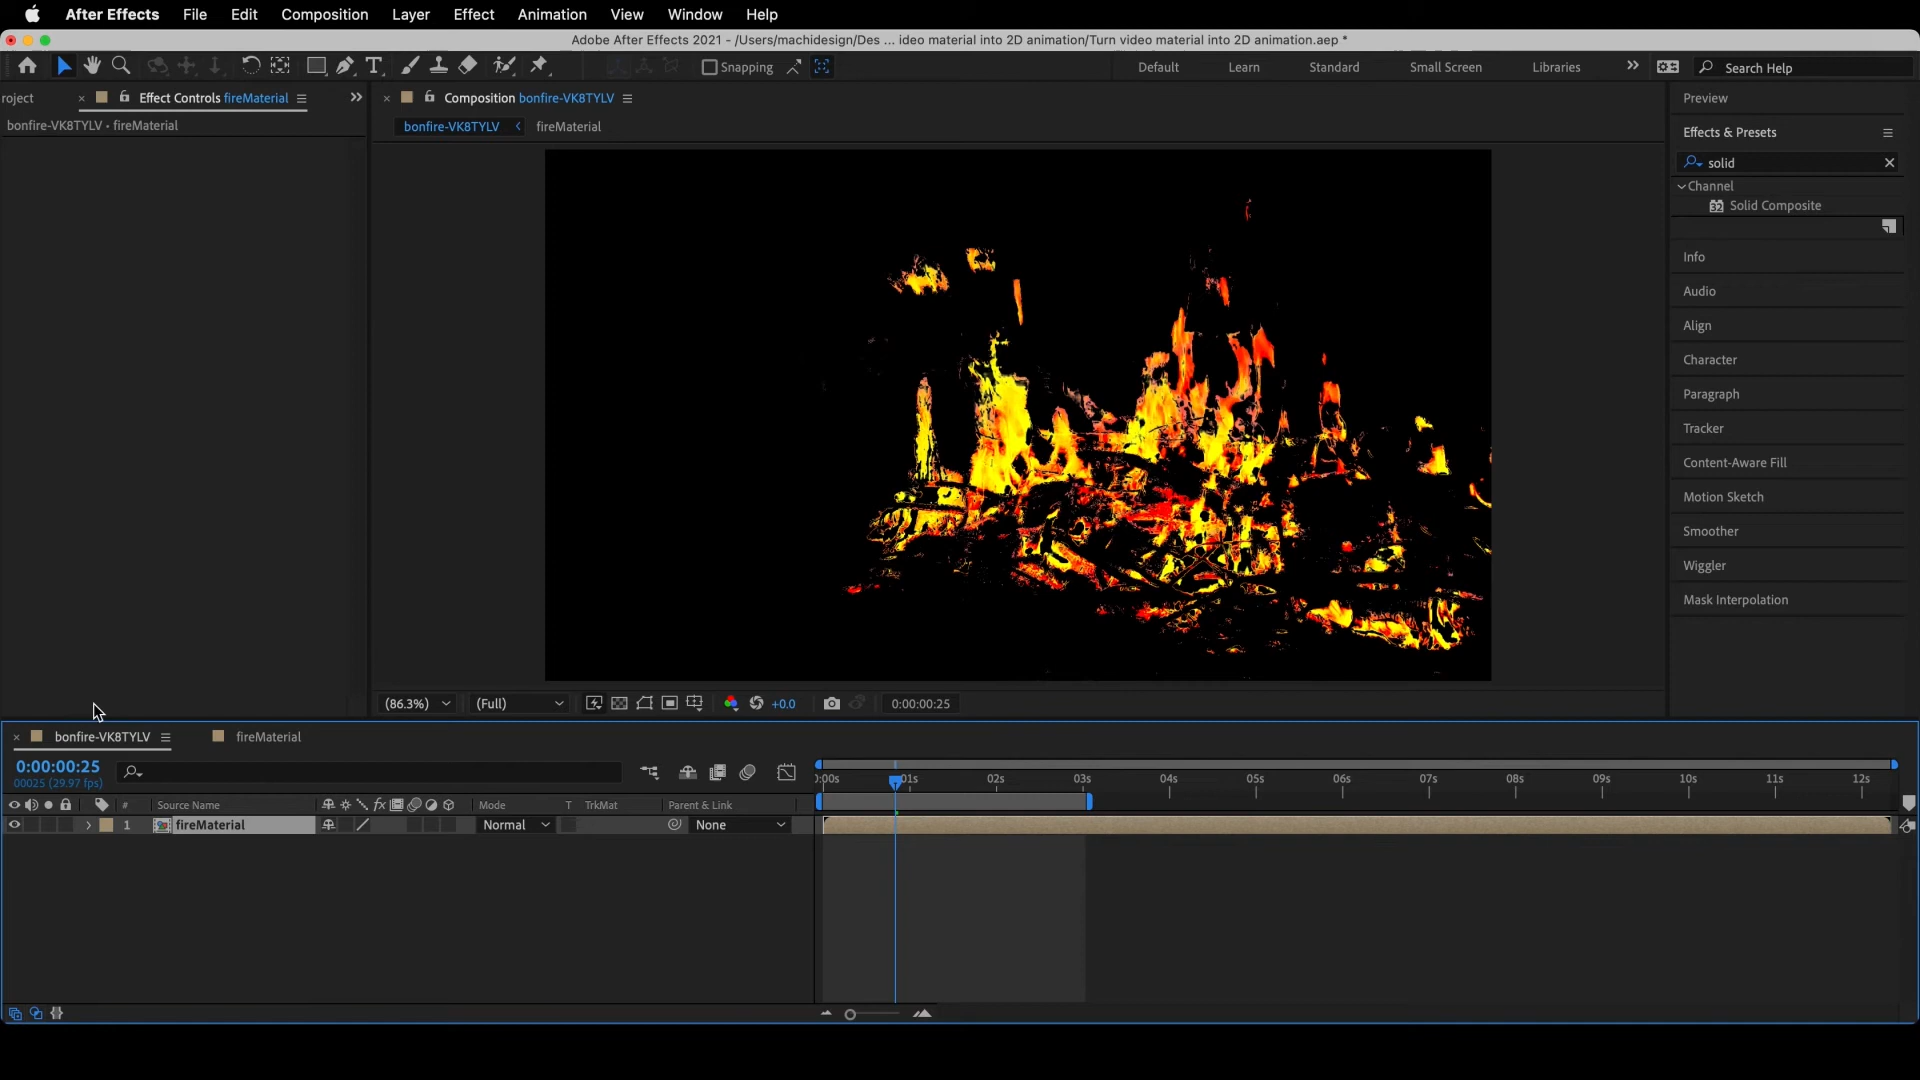 After Effects File Edit Composition Layer Effect Animation View Window Help
Adobe After Effects 2021 - /Users/machidesign/Des ... ideo material into 2D animation/Turn video material into 2D animation.aep *
Snapping Default Learn Standard Small Screen Libraries Search Help
roject Effect Controls fireMaterial
bonfire-VK8TYLV • fireMaterial
Composition bonfire-VK8TYLV
bonfire-VK8TYLV fireMaterial
Preview
Effects & Presets
solid
Channel
32 Solid Composite
Info
Audio
Align
Character
Paragraph
Tracker
Content-Aware Fill
Motion Sketch
Smoother
Wiggler
Mask Interpolation
(86.3%) (Full) +0.0 0:00:00:25
bonfire-VK8TYLV fireMaterial
0:00:00:25
00025 (29.97 fps)
# Source Name fx Mode T TrkMat Parent & Link
1 fireMaterial Normal None
):00s 01s 02s 03s 04s 05s 06s 07s 08s 09s 10s 11s 12s